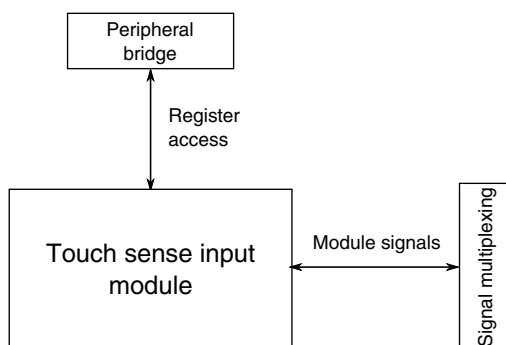 Peripheral
bridge
Register
access
Touch sense input
module
Module signals
Signal multiplexing